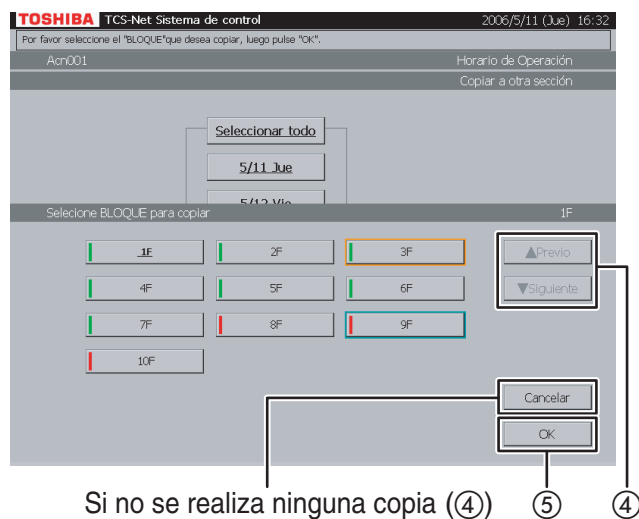 TOSHIBA TCS-Net Sistema de control 2006/5/11 (Jue) 16:32
Por favor seleccione el "BLOQUE"que desea copiar, luego pulse "OK".
Acn001 Horario de Operación
Copiar a otra sección
Seleccionar todo
5/11 Jue
5/12 Vie
Selecione BLOQUE para copiar 1F
1F 2F 3F ▲Previo
4F 5F 6F ▼Siguiente
7F 8F 9F
10F
Cancelar
OK
Si no se realiza ninguna copia (④) ⑤ ④